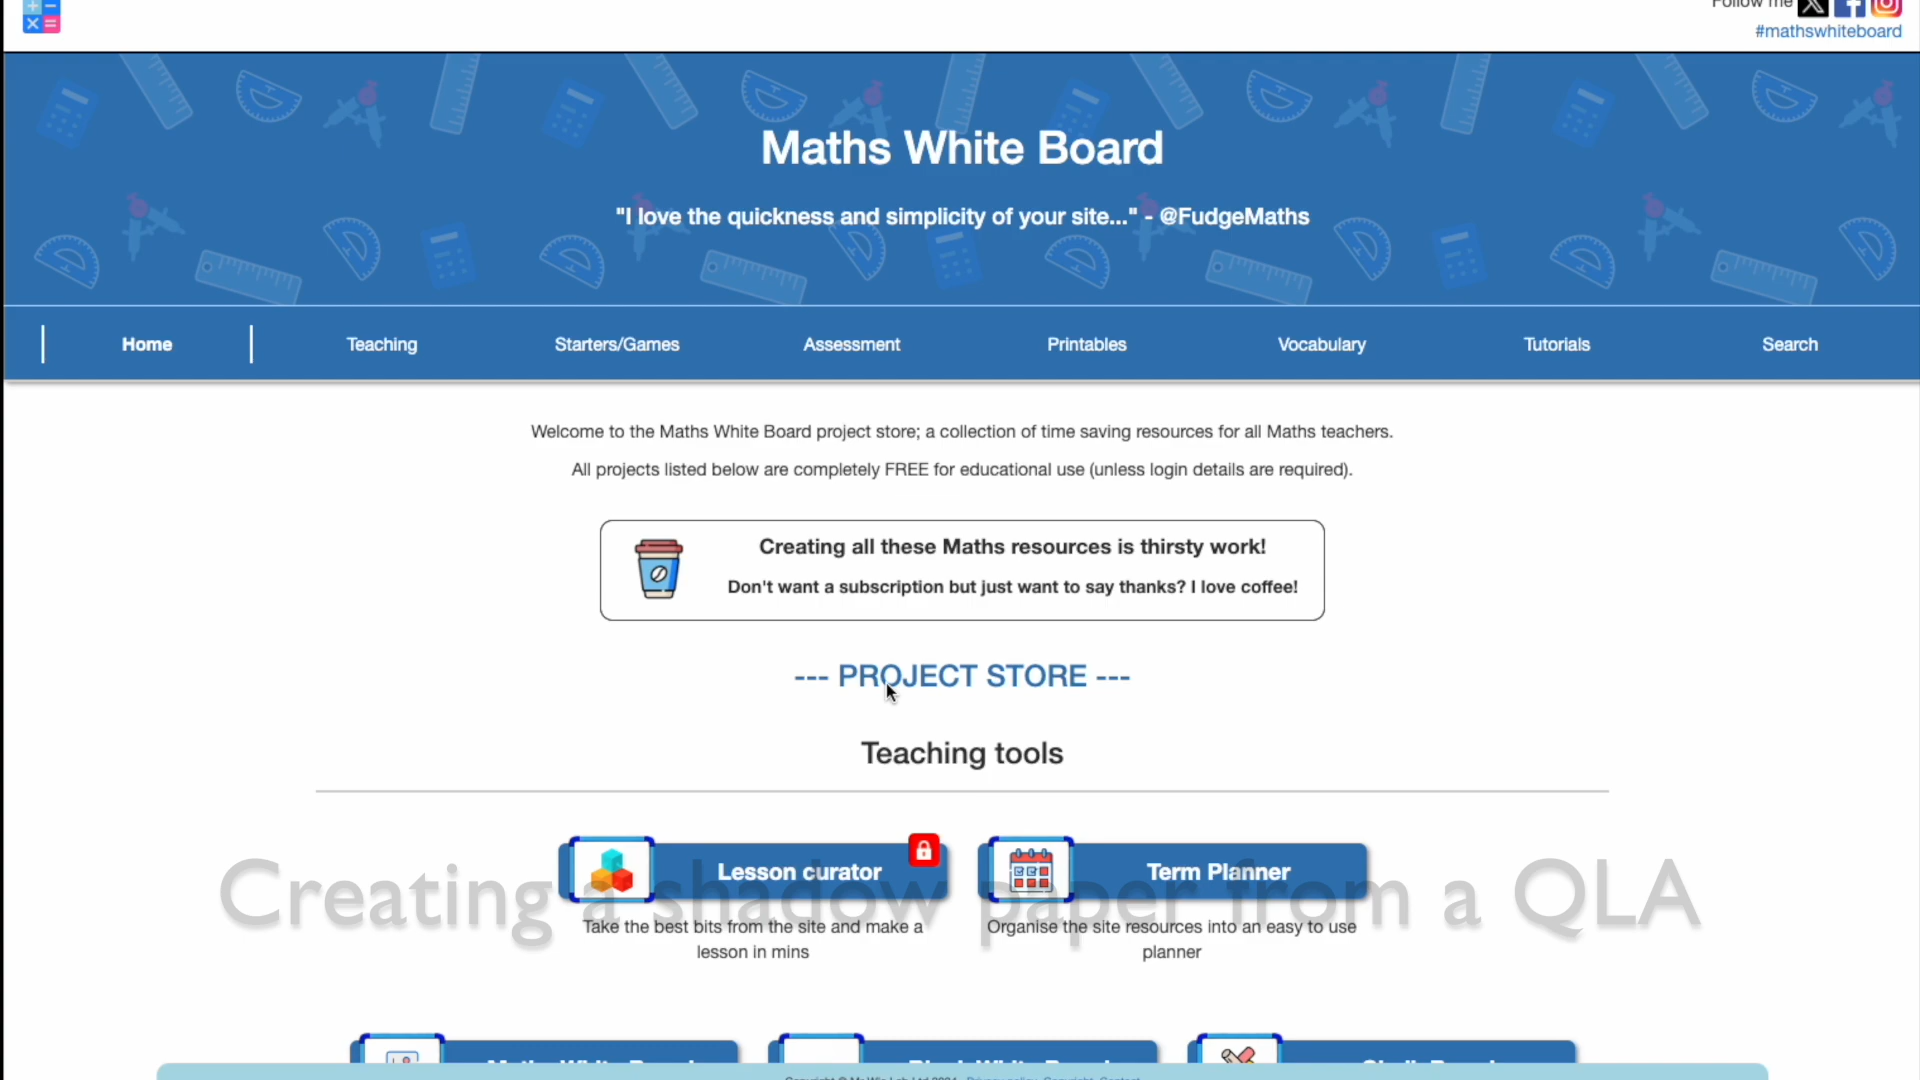 Follow me
#mathswhiteboard
Maths White Board
"I love the quickness and simplicity of your site..." - @FudgeMaths
Home
Teaching
Starters/Games
Assessment
Printables
Vocabulary
Tutorials
Search
Welcome to the Maths White Board project store; a collection of time saving resources for all Maths teachers.
All projects listed below are completely FREE for educational use (unless login details are required).
Creating all these Maths resources is thirsty work!
Don't want a subscription but just want to say thanks? I love coffee!
--- PROJECT STORE ---
Teaching tools
Lesson curator
Term Planner
Creating a shadow paper from a QLA
Take the best bits from the site and make a
lesson in mins
Organise the site resources into an easy to use
planner